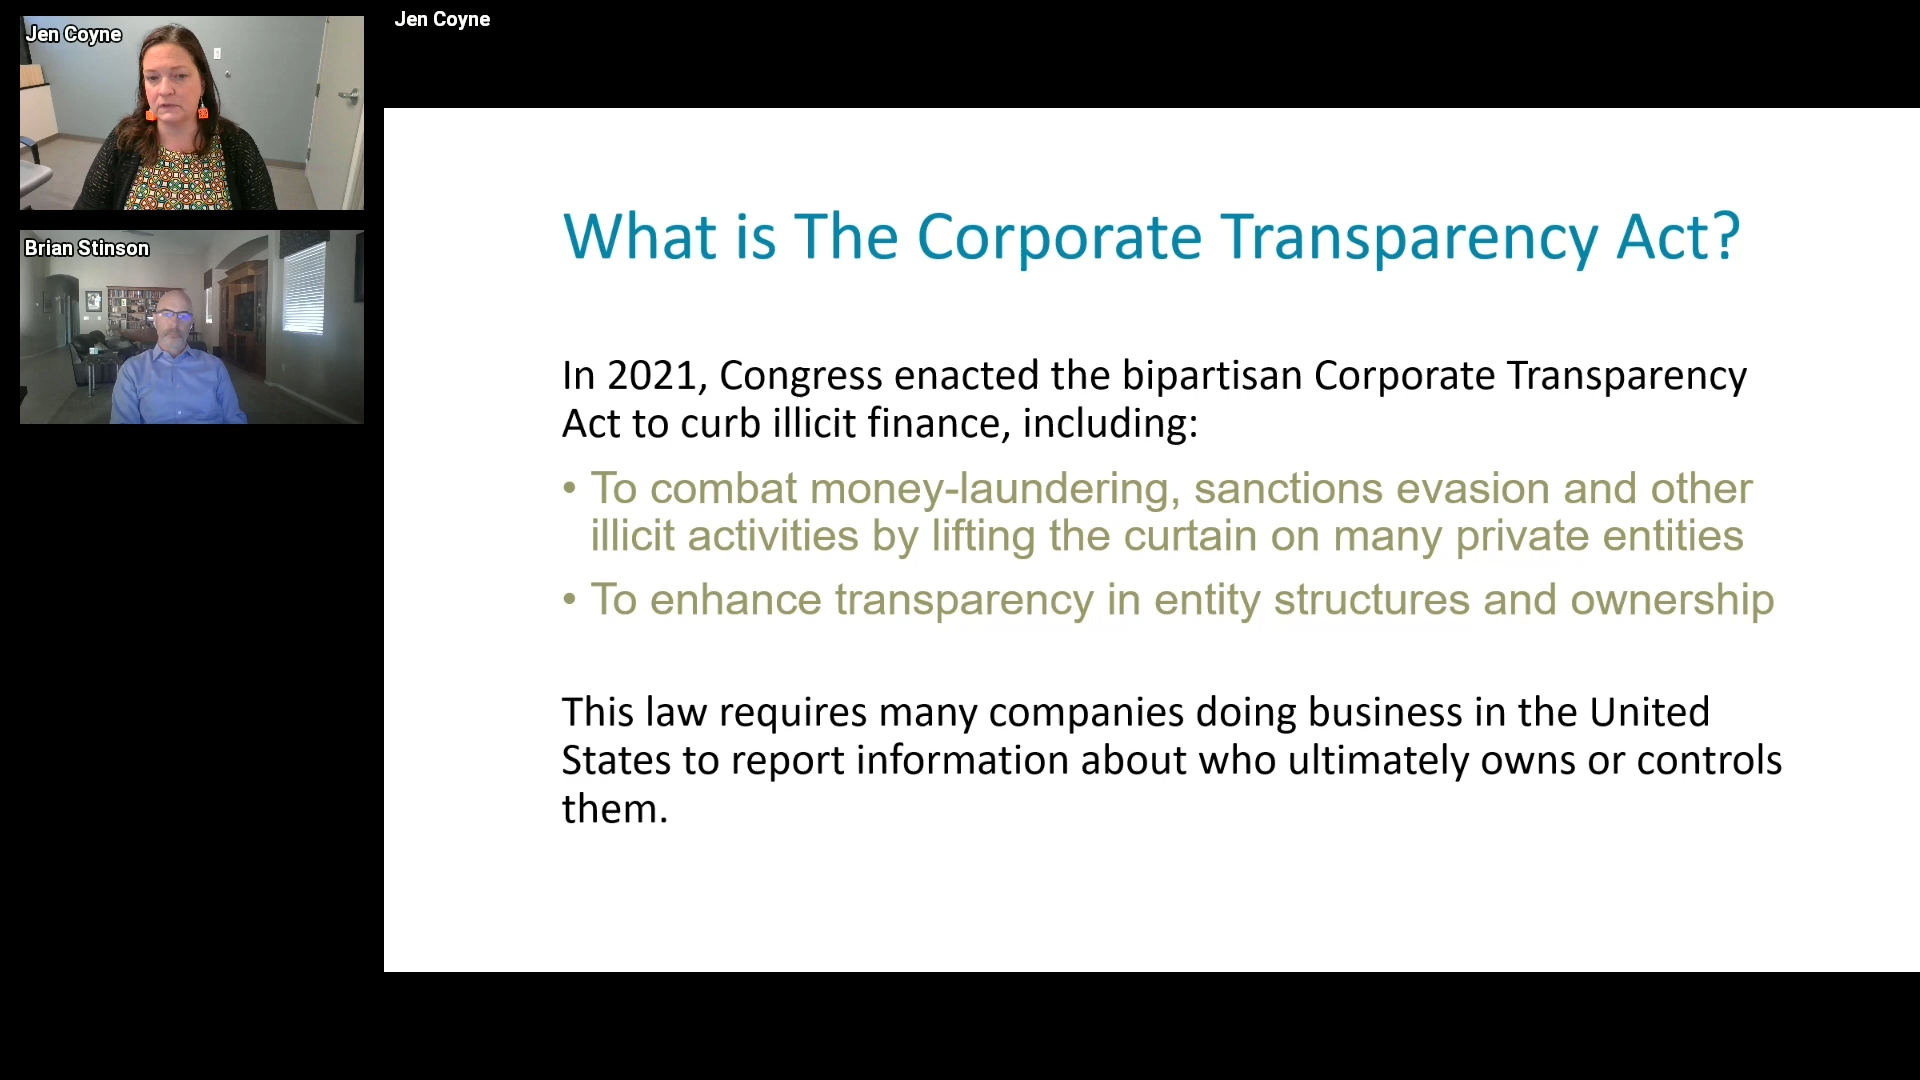 Jen Coyne
Brian Stinson
Jen Coyne
What is The Corporate Transparency Act?
In 2021, Congress enacted the bipartisan Corporate Transparency
Act to curb illicit finance, including:
• To combat money-laundering, sanctions evasion and other
illicit activities by lifting the curtain on many private entities
• To enhance transparency in entity structures and ownership
This law requires many companies doing business in the United
States to report information about who ultimately owns or controls
them.